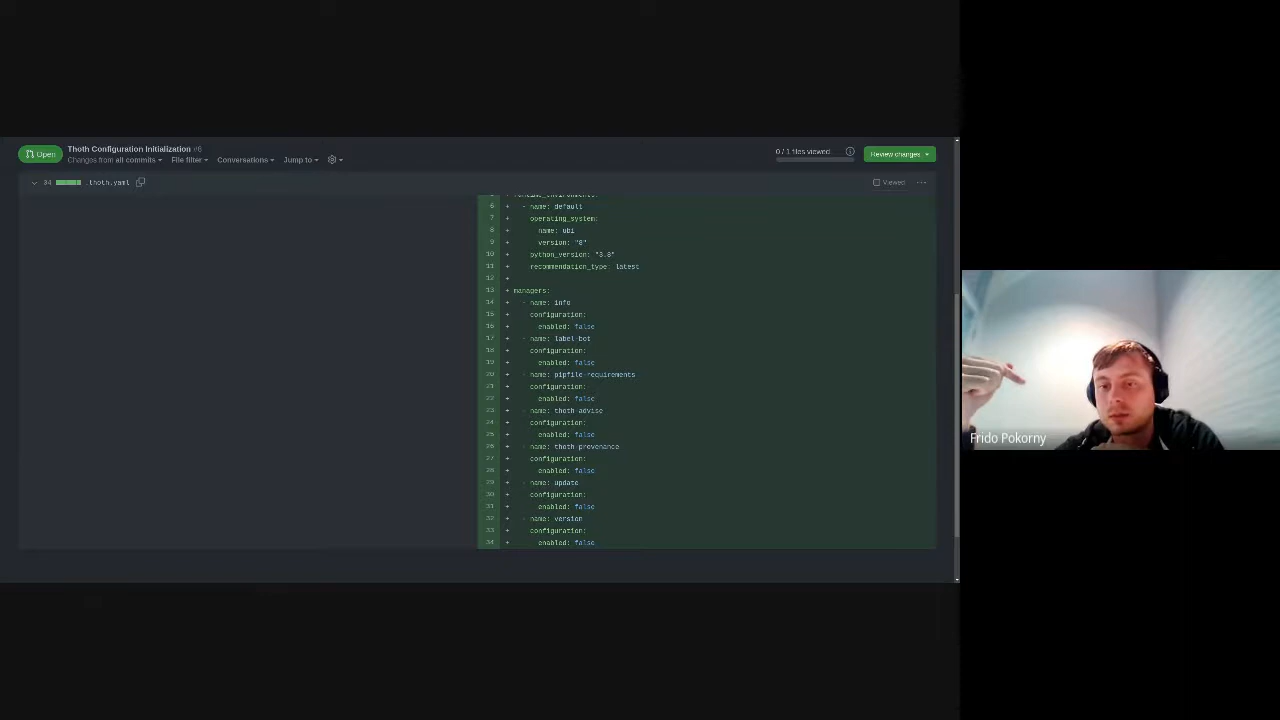 Open
Thoth Configuration Initialization #6
Changes from all commits
File filter
Conversations
Jump to
0 / 1 files viewed
Review changes
34
.thoth.yaml
Viewed
6 + - name: default
7 + operating_system:
8 + name: ubi
9 + version: "8"
10 + python_version: "3.8"
11 + recommendation_type: latest
12 +
13 + managers:
14 + - name: info
15 + configuration:
16 + enabled: false
17 + - name: label-bot
18 + configuration:
19 + enabled: false
20 + - name: pipfile-requirements
21 + configuration:
22 + enabled: false
23 + - name: thoth-advise
24 + configuration:
25 + enabled: false
26 + - name: thoth-provenance
27 + configuration:
28 + enabled: false
29 + - name: update
30 + configuration:
31 + enabled: false
32 + - name: version
33 + configuration:
34 + enabled: false
Frido Pokorny